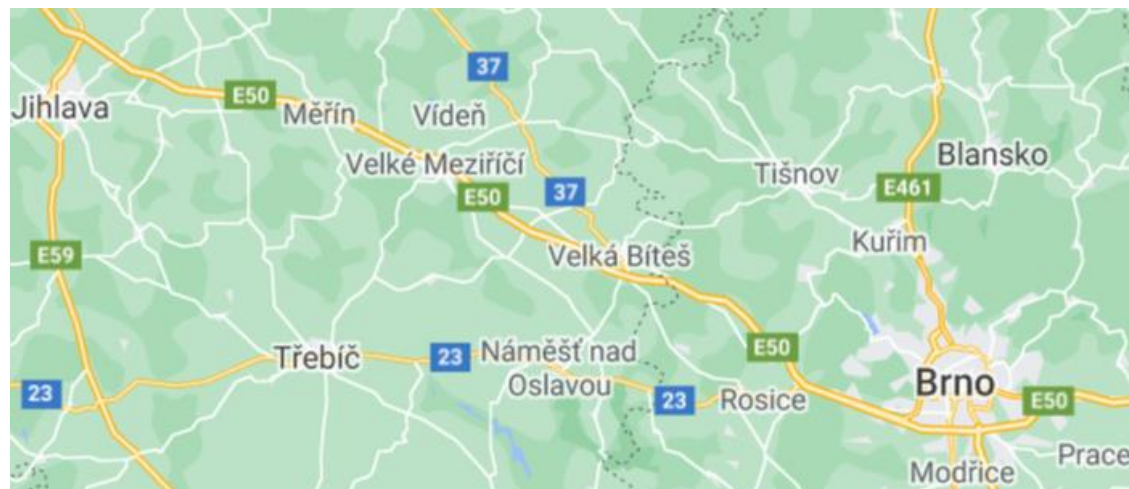 37
E50
Jihlava
Měřín
Vídeň
Velké Meziříčí
Tišnov
Blansko
E50
37
E461
E59
Velká Bíteš
Kuřim
E50
Třebíč
23
Náměšť nad
Oslavou
23
23
Rosice
Brno
E50
Modřice
Prace